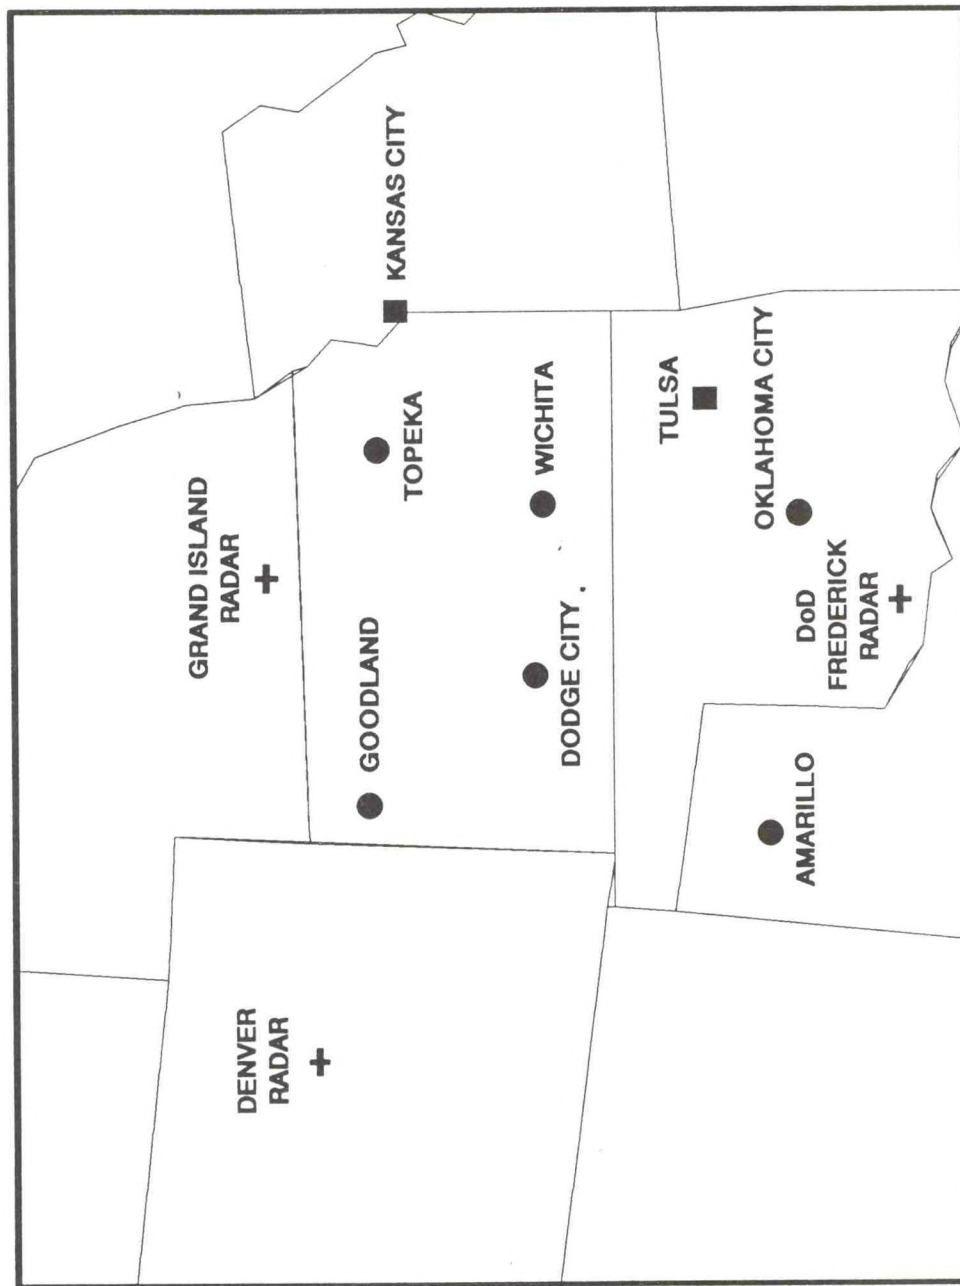 DENVER
RADAR
GRAND ISLAND
RADAR
GOODLAND
TOPEKA
KANSAS CITY
DODGE CITY
WICHITA
TULSA
OKLAHOMA CITY
AMARILLO
DoD
FREDERICK
RADAR